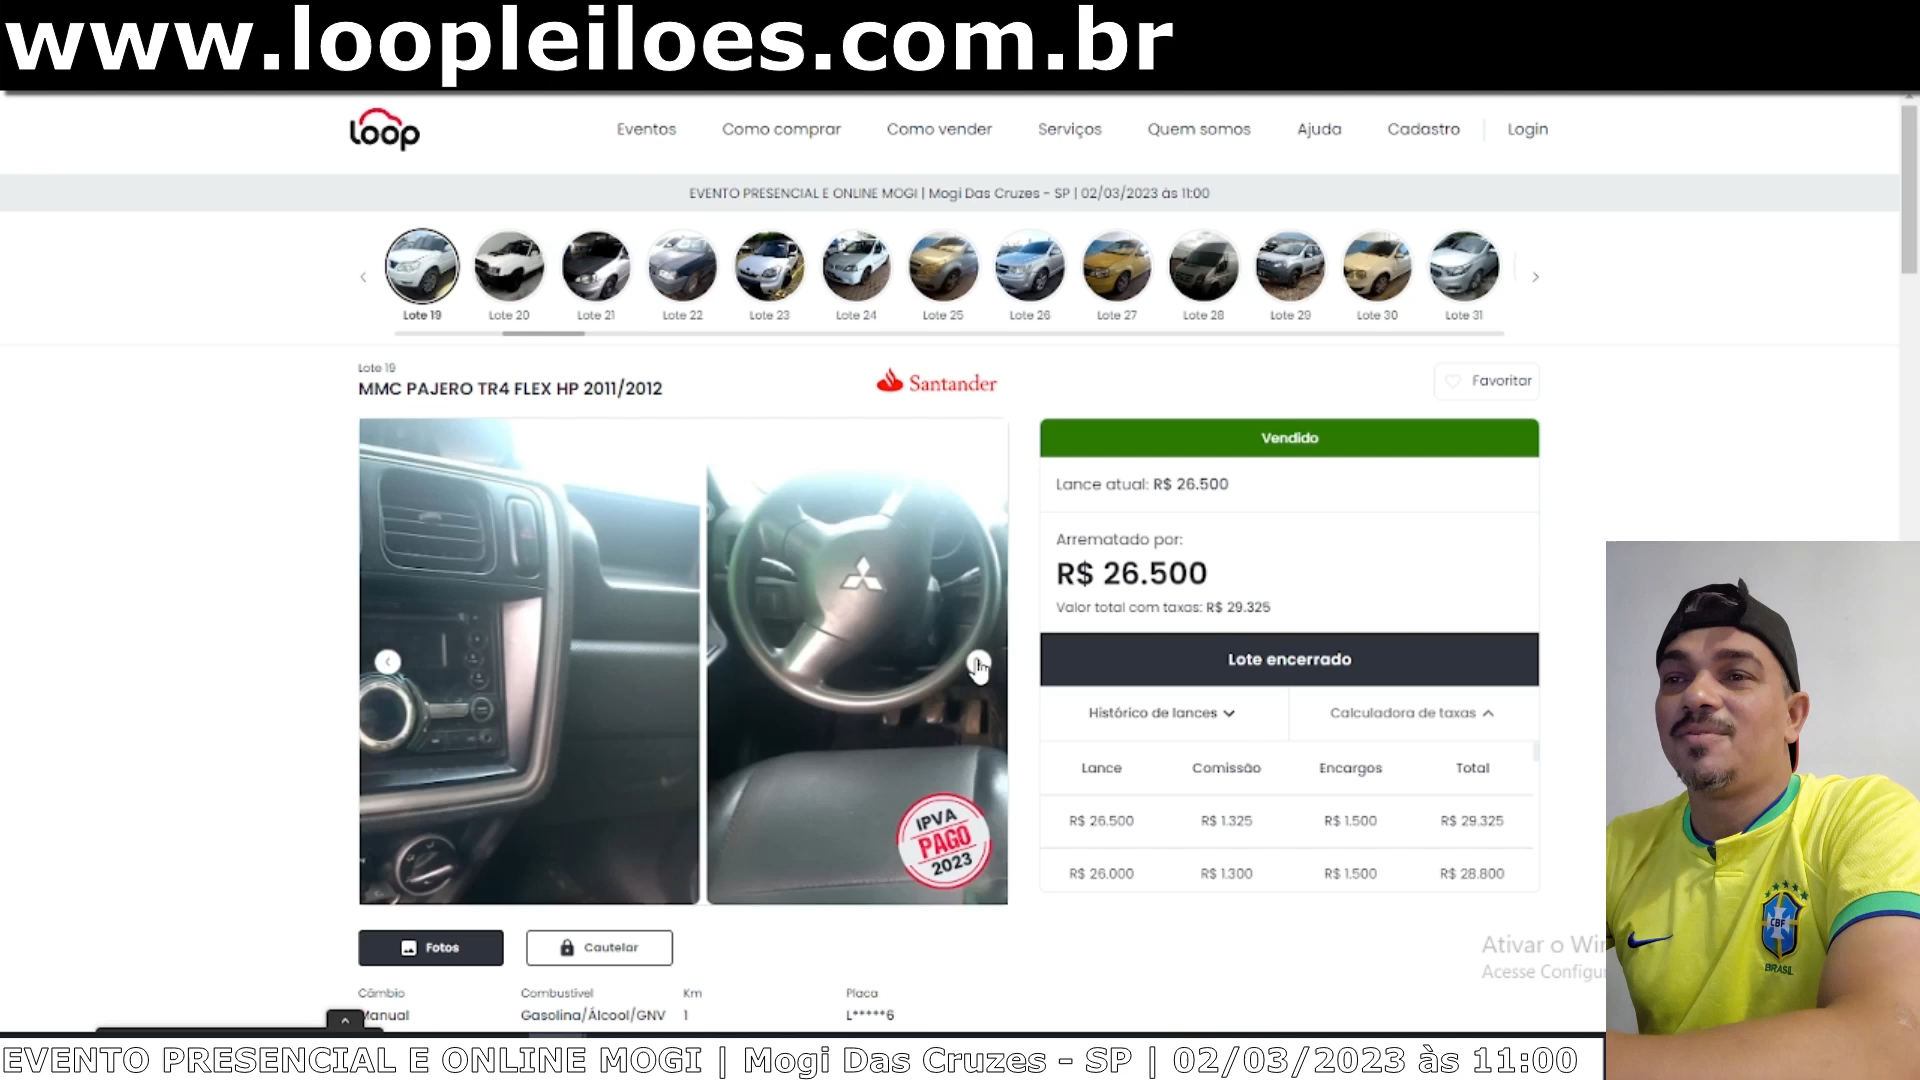 www.loopleiloes.com.br
loop
Eventos Como comprar Como vender Serviços Quem somos Ajuda Cadastro Login
EVENTO PRESENCIAL E ONLINE MOGI | Mogi Das Cruzes - SP | 02/03/2023 às 11:00
Lote 19 Lote 20 Lote 21 Lote 22 Lote 23 Lote 24 Lote 25 Lote 26 Lote 27 Lote 28 Lote 29 Lote 30 Lote 31
Lote 19
MMC PAJERO TR4 FLEX HP 2011/2012
Santander
Favoritar
Vendido
Lance atual: R$ 26.500
Arrematado por:
R$ 26.500
Valor total com taxas: R$ 29.325
Lote encerrado
Histórico de lances Calculadora de taxas
Lance Comissão Encargos Total
R$ 26.500 R$ 1.325 R$ 1.500 R$ 29.325
R$ 26.000 R$ 1.300 R$ 1.500 R$ 28.800
IPVA
PAGO
2023
Fotos Cautelar
Câmbio Combustível Km Placa
Manual Gasolina/Álcool/GNV 1 L*****6
Ativar o Wi
Acesse Configu
CBF
BRASIL
EVENTO PRESENCIAL E ONLINE MOGI | Mogi Das Cruzes - SP | 02/03/2023 às 11:00